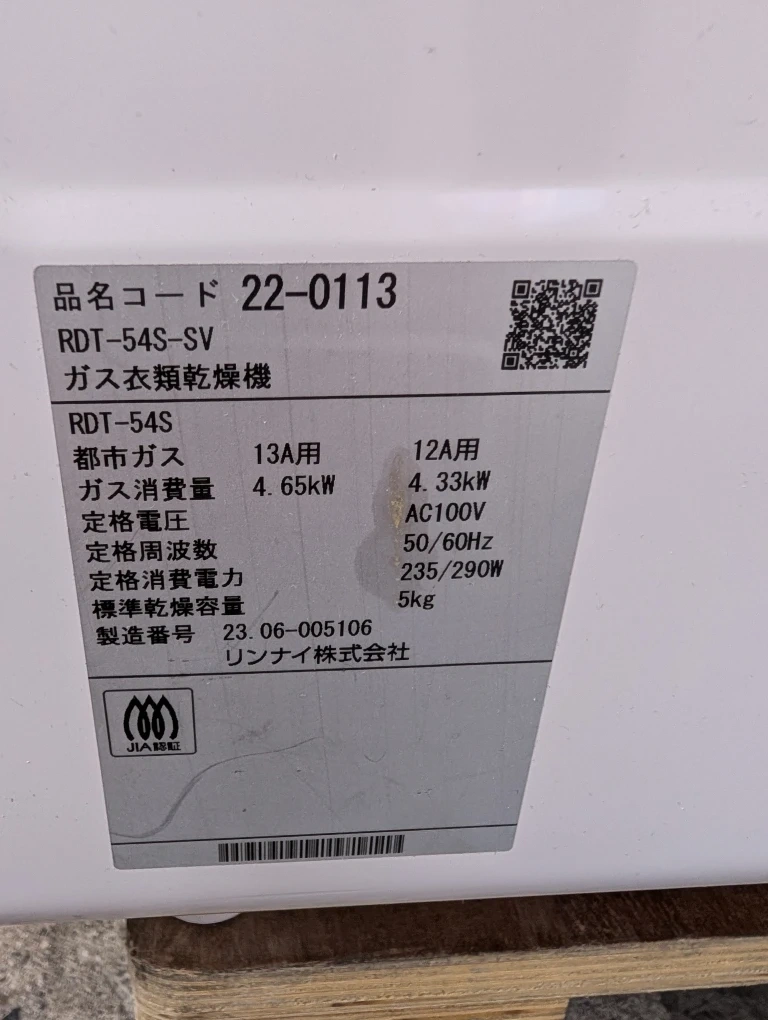 品名コード 22-0113
RDT-54S-SV
ガス衣類乾燥機
RDT-54S
都市ガス 13A用 12A用
ガス消費量 4.65kW 4.33kW
定格電圧 AC100V
定格周波数 50/60Hz
定格消費電力 235/290W
標準乾燥容量 5kg
製造番号 23.06-005106
リンナイ株式会社
JIA認証